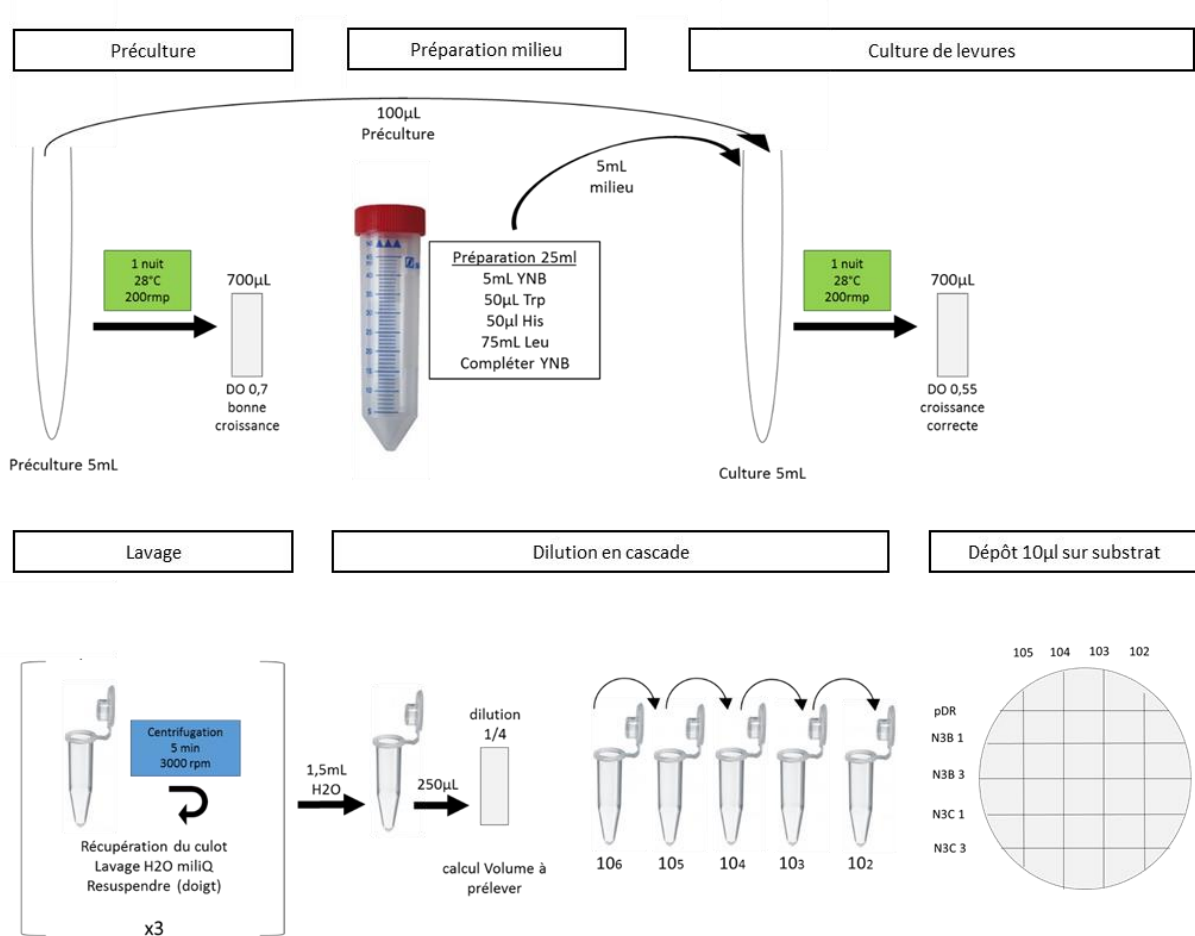 Préculture
Préparation milieu
Culture de levures
100µL
Préculture
5mL
milieu
1 nuit
28°C
200rmp
700µL
DO 0,7
bonne
croissance
Préculture 5mL
Préparation 25ml
5mL YNB
50µL Trp
50µl His
75mL Leu
Compléter YNB
1 nuit
28°C
200rmp
700µL
DO 0,55
croissance
correcte
Culture 5mL
Lavage
Dilution en cascade
Dépôt 10µl sur substrat
Centrifugation
5 min
3000 rpm
Récupération du culot
Lavage H2O miliQ
Resuspendre (doigt)
x3
1,5mL
H2O
250µL
dilution
1/4
calcul Volume à
prélever
106 105 104 103 102
105 104 103 102
pDR
N3B 1
N3B 3
N3C 1
N3C 3